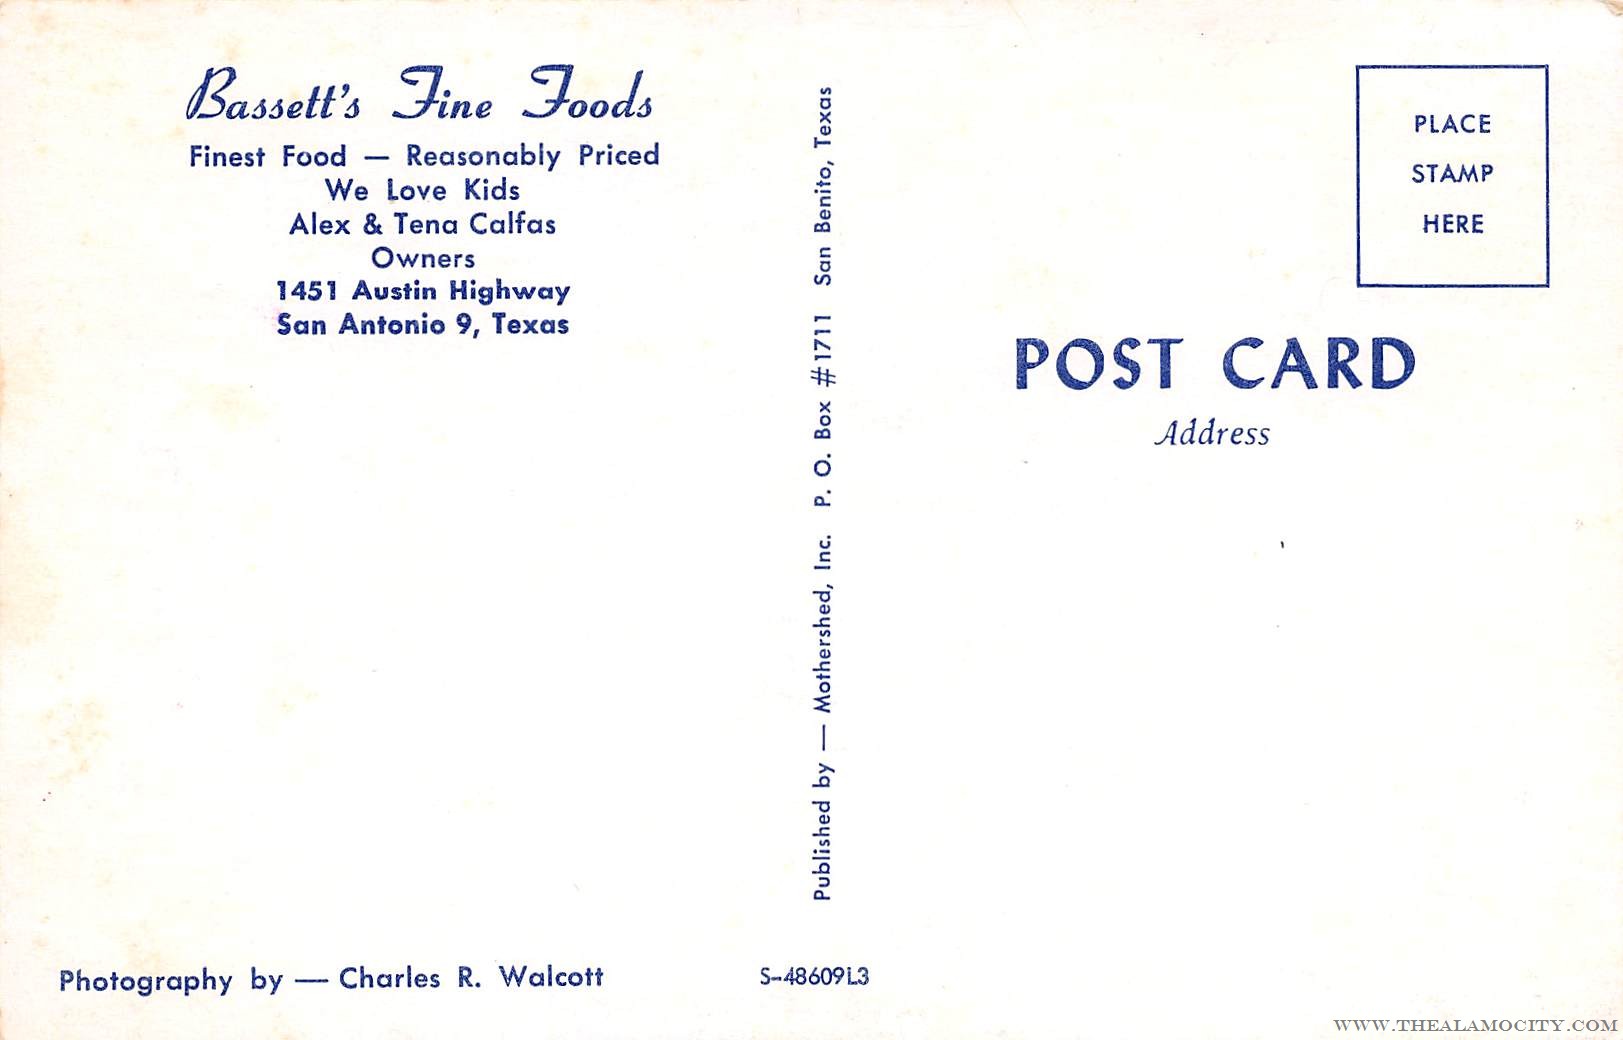 Bassett's Fine Foods
Finest Food — Reasonably Priced
We Love Kids
Alex & Tena Calfas
Owners
1451 Austin Highway
San Antonio 9, Texas
Photography by — Charles R. Walcott
Published by — Mothershed, Inc. P. O. Box #1711 San Benito, Texas
S-48609L3
PLACE
STAMP
HERE
POST CARD
Address
WWW.THEALAMOCITY.COM